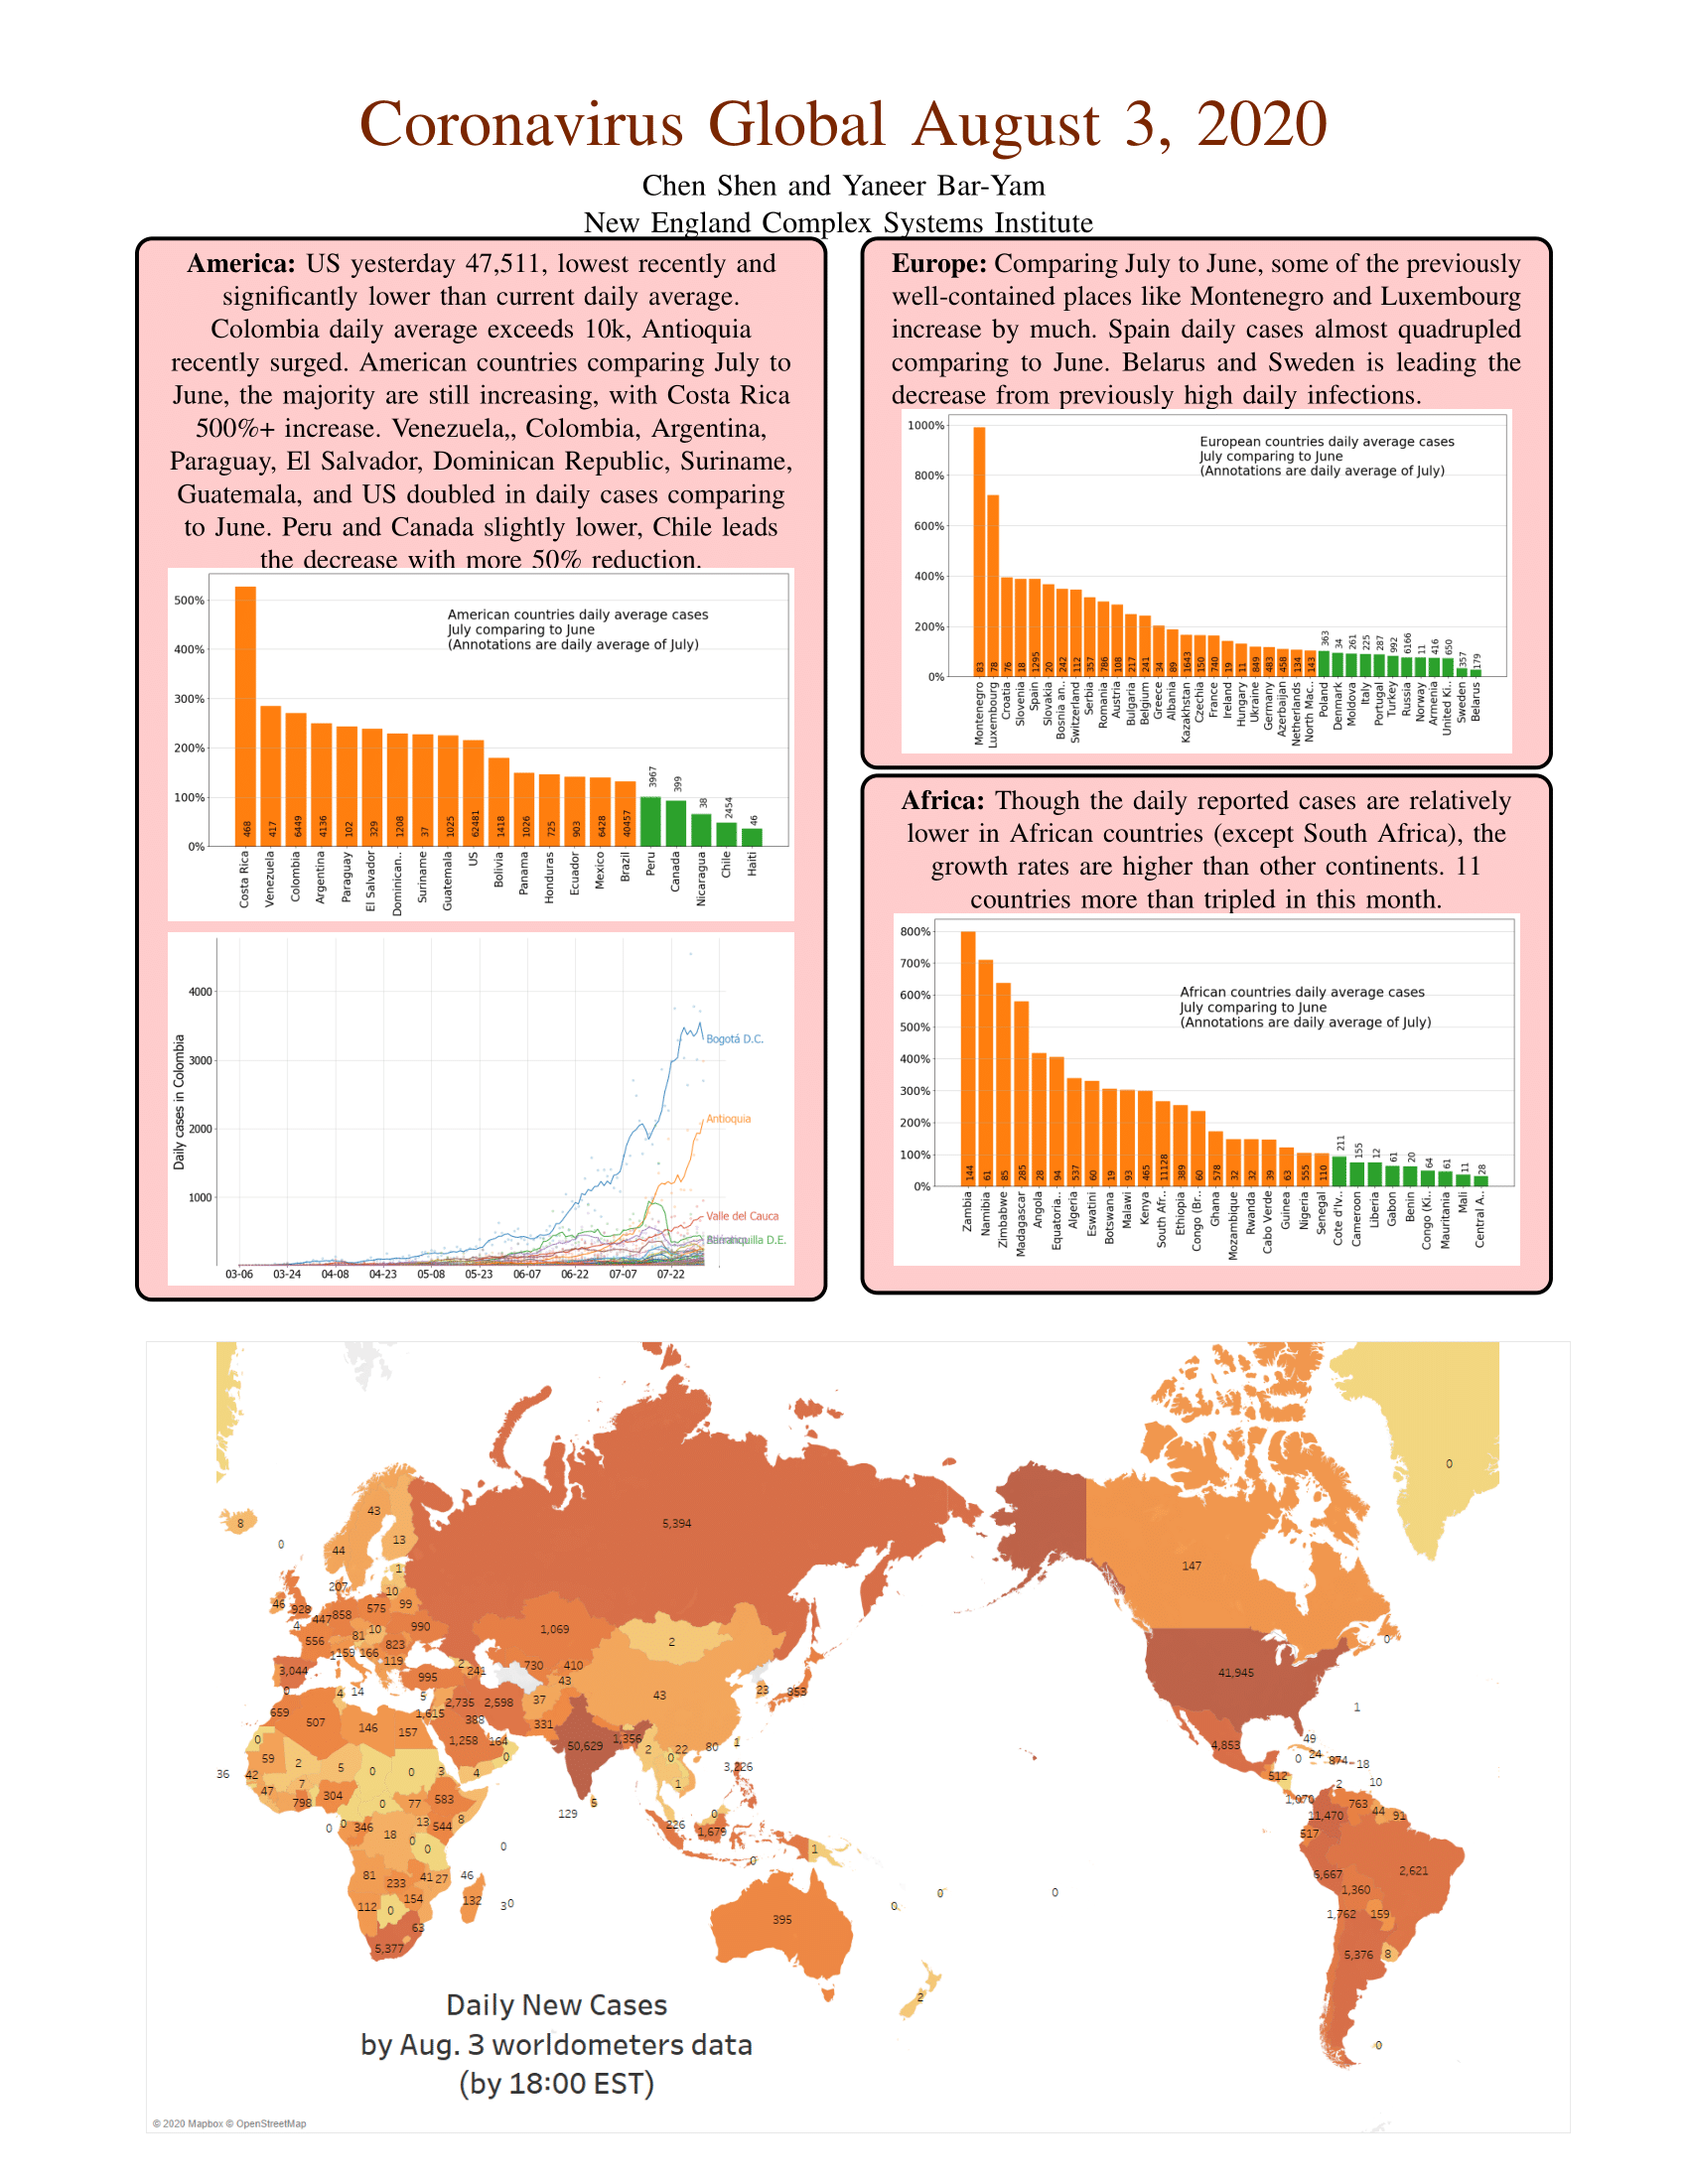 Coronavirus Global August 3, 2020
Chen Shen and Yaneer Bar-Yam
New England Complex Systems Institute
America: US yesterday 47,511, lowest recently and
significantly lower than current daily average.
Colombia daily average exceeds 10k, Antioquia
recently surged. American countries comparing July to
June, the majority are still increasing, with Costa Rica
500%+ increase. Venezuela,, Colombia, Argentina,
Paraguay, El Salvador, Dominican Republic, Suriname,
Guatemala, and US doubled in daily cases comparing
to June. Peru and Canada slightly lower, Chile leads
the decrease with more 50% reduction.
American countries daily average cases
July comparing to June
(Annotations are daily average of July)
500%
400%
300%
200%
100%
0%
468 417 6449 4136 102 329 1208 37 1025 62481 1418 1026 725 903 6428 40457 3967 399 38 2454 46
Costa Rica Venezuela Colombia Argentina Paraguay El Salvador Dominican.. Suriname Guatemala US Bolivia Panama Honduras Ecuador Mexico Brazil Peru Canada Nicaragua Chile Haiti
Daily cases in Colombia
4000
3000
2000
1000
Bogotá D.C.
Antioquia
Valle del Cauca
Barranquilla D.E.
03-06 03-24 04-08 04-23 05-08 05-23 06-07 06-22 07-07 07-22
Europe: Comparing July to June, some of the previously
well-contained places like Montenegro and Luxembourg
increase by much. Spain daily cases almost quadrupled
comparing to June. Belarus and Sweden is leading the
decrease from previously high daily infections.
European countries daily average cases
July comparing to June
(Annotations are daily average of July)
1000%
800%
600%
400%
200%
0%
83 78 76 18 1295 20 242 112 357 786 108 217 241 34 89 1643 150 740 19 11 849 483 458 134 143 363 34 261 225 287 992 6166 11 416 650 357 179
Montenegro Luxembourg Croatia Slovenia Spain Slovakia Bosnia an.. Switzerland Serbia Romania Austria Bulgaria Belgium Greece Albania Kazakhstan Czechia France Ireland Hungary Ukraine Germany Azerbaijan Netherlands North Mac.. Poland Denmark Moldova Italy Portugal Turkey Russia Norway Armenia United Ki.. Sweden Belarus
Africa: Though the daily reported cases are relatively
lower in African countries (except South Africa), the
growth rates are higher than other continents. 11
countries more than tripled in this month.
African countries daily average cases
July comparing to June
(Annotations are daily average of July)
800%
700%
600%
500%
400%
300%
200%
100%
0%
144 61 85 285 28 94 537 60 19 93 465 11128 389 60 578 32 32 39 63 555 110 211 155 12 61 20 64 61 11 28
Zambia Namibia Zimbabwe Madagascar Angola Equatoria.. Algeria Eswatini Botswana Malawi Kenya South Afr.. Ethiopia Congo (Br.. Ghana Mozambique Rwanda Cabo Verde Guinea Nigeria Senegal Cote d'Iv.. Cameroon Liberia Gabon Benin Congo (Ki.. Mauritania Mali Central A..
0
43
8 5,394
0 13
44 147
1
207 10
46 928 447 858 575 99
4 81 10 990 1,069
556 159 166 823 2 0
3,044 119 2 241 730 410 41,945
0 4 14 995 43 43 23 853
5 2,735 2,598 37 1
659 507 146 157 1,615 388 331
0 1,258 164 50,629 1,356 2 22 80 1 4,853 49
59 2 5 0 0 3 4 0 0 3,226 0 24 874 18
36 42 7 1 512 2 10
47 798 304 0 77 583 129 5 0 1,070 763
0 0 346 18 13 544 8 226 1,679 11,470 44 91
0 0 0 1 517
0
81 233 41 27 46 5,667 2,621
112 0 154 132 3 0 0 0 0 1,360
63 395 1,762 159
5,377 5,376 8
2
0
Daily New Cases
by Aug. 3 worldometers data
(by 18:00 EST)
© 2020 Mapbox © OpenStreetMap